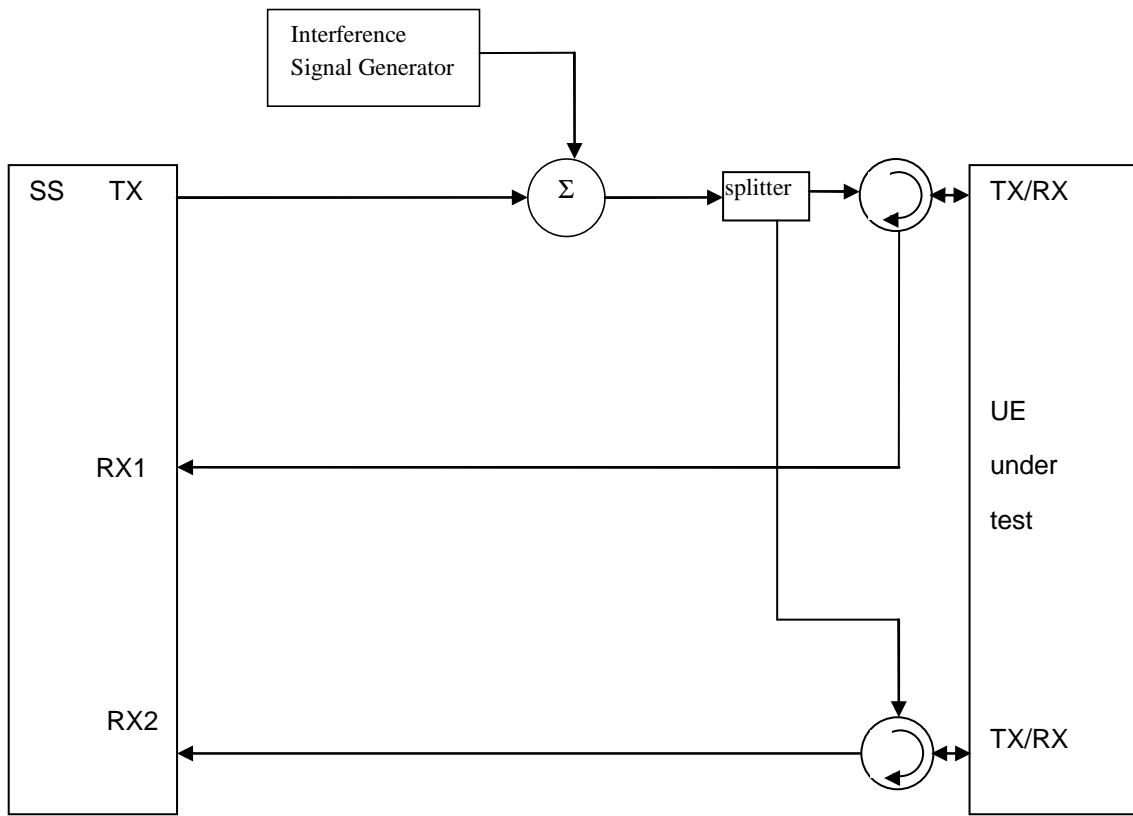 Interference
Signal Generator
SS TX
Σ
splitter
TX/RX
RX1
UE
under
test
RX2
TX/RX